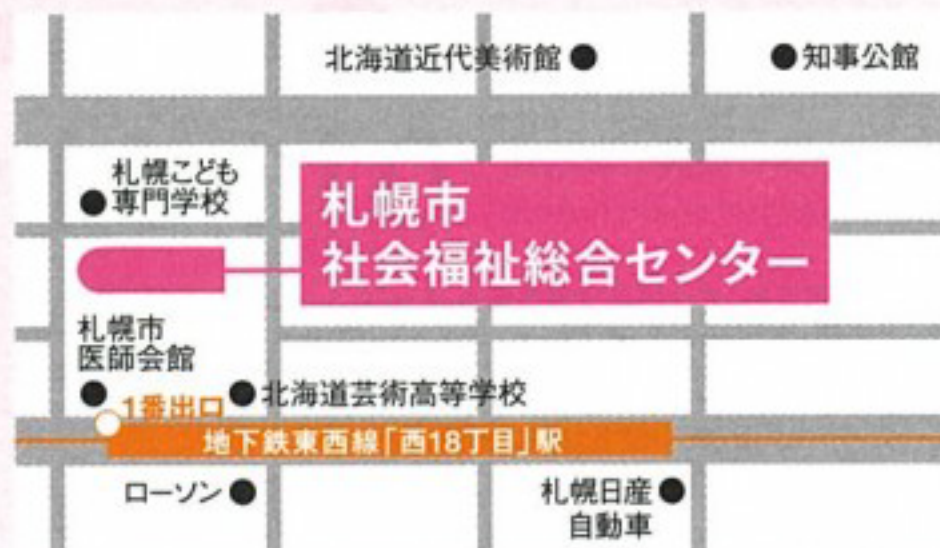 北海道近代美術館
知事公館
札幌こども
専門学校
札幌市
社会福祉総合センター
札幌市
医師会館
1番出口
北海道芸術高等学校
地下鉄東西線「西18丁目」駅
ローソン
札幌日産
自動車